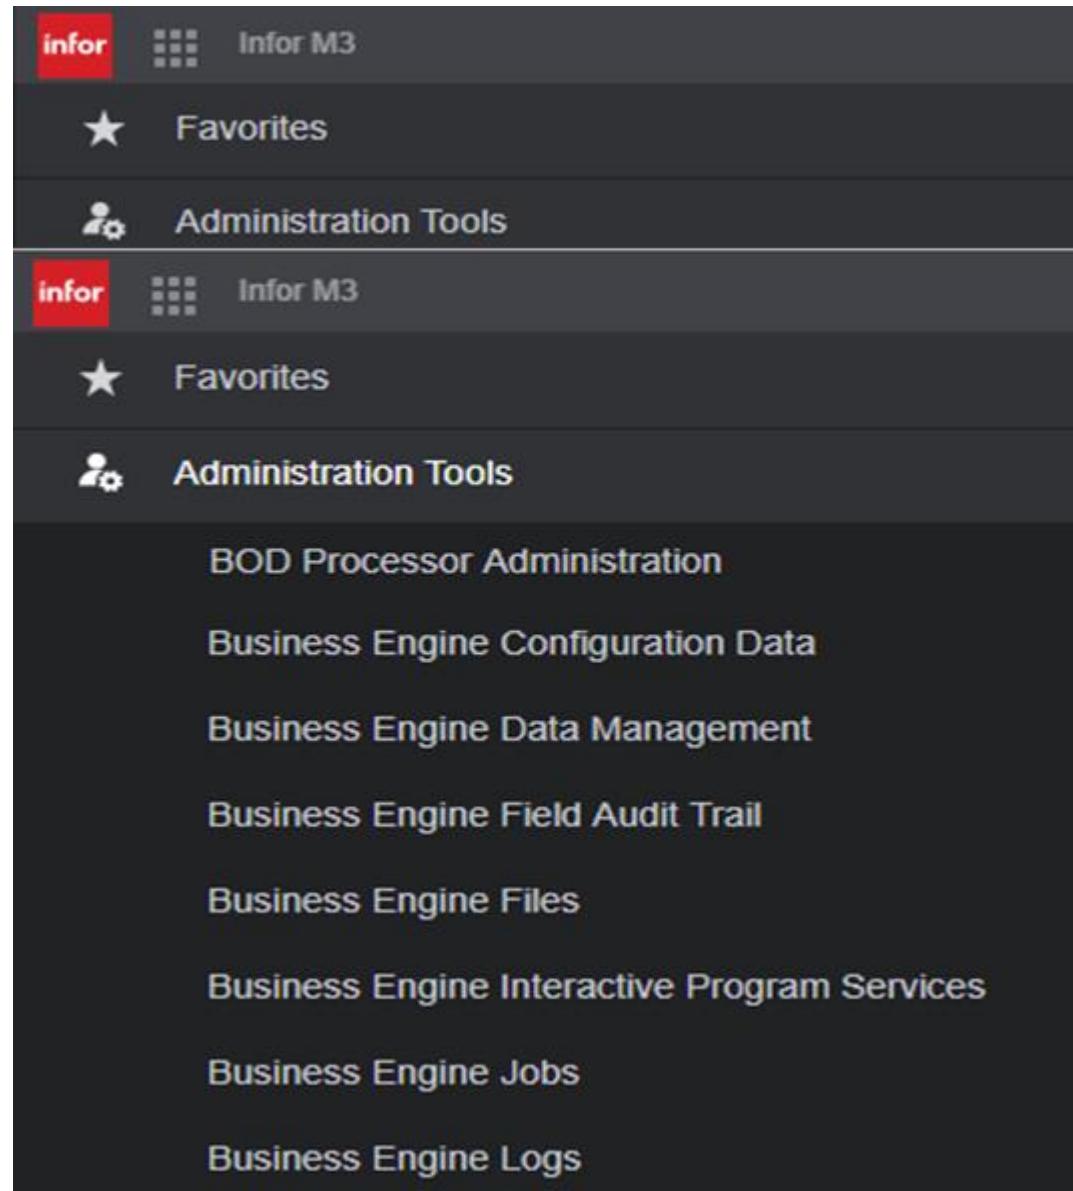 infor Infor M3
Favorites
Administration Tools
infor Infor M3
Favorites
Administration Tools
BOD Processor Administration
Business Engine Configuration Data
Business Engine Data Management
Business Engine Field Audit Trail
Business Engine Files
Business Engine Interactive Program Services
Business Engine Jobs
Business Engine Logs